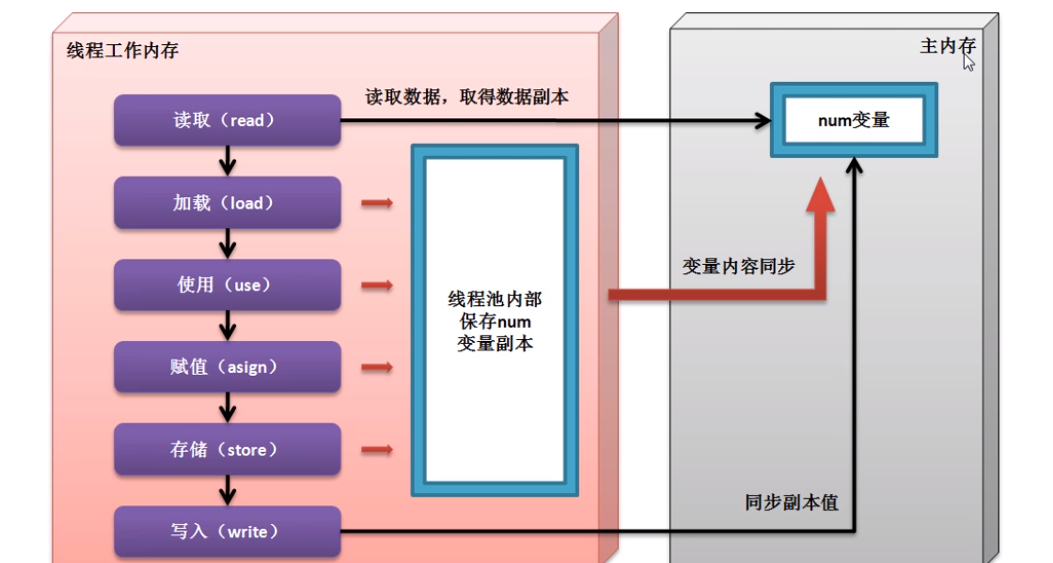 线程工作内存
主内存
读取数据，取得数据副本
读取（read）
num变量
加载（load）
使用（use）
变量内容同步
线程池内部
保存num
变量副本
赋值（asign）
存储（store）
同步副本值
写入（write）